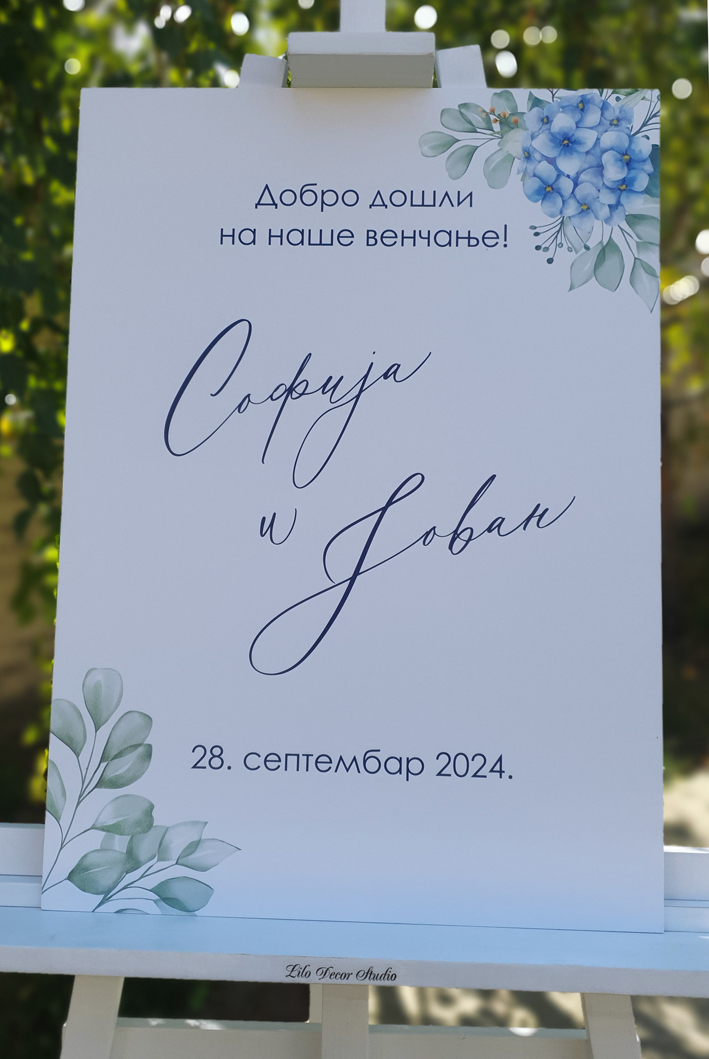 Добро дошли
на наше венчање!
Софија
и
Јован
28. септембар 2024.
Lilo Decor Studio